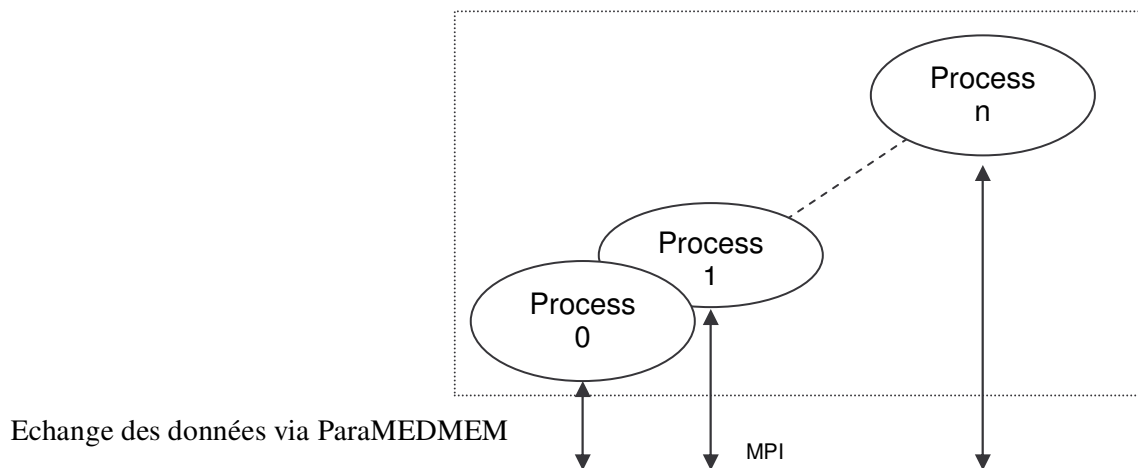 Process
n
Process
1
Process
0
Echange des données via ParaMEDMEM
MPI